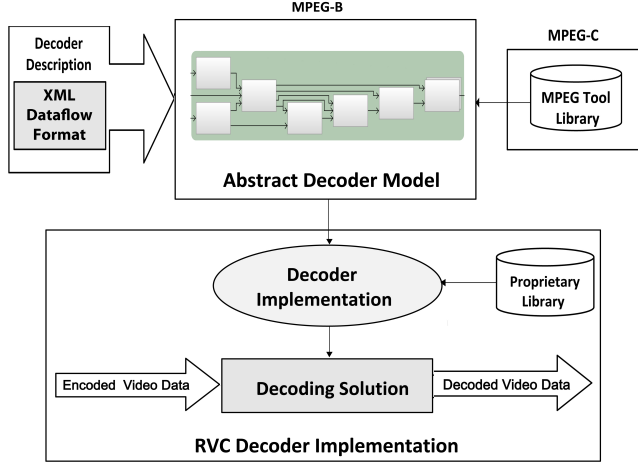 MPEG-B
Decoder
Description
XML
Dataflow
Format
Abstract Decoder Model
MPEG-C
MPEG Tool
Library
Decoder
Implementation
Proprietary
Library
Encoded Video Data
Decoding Solution
Decoded Video Data
RVC Decoder Implementation